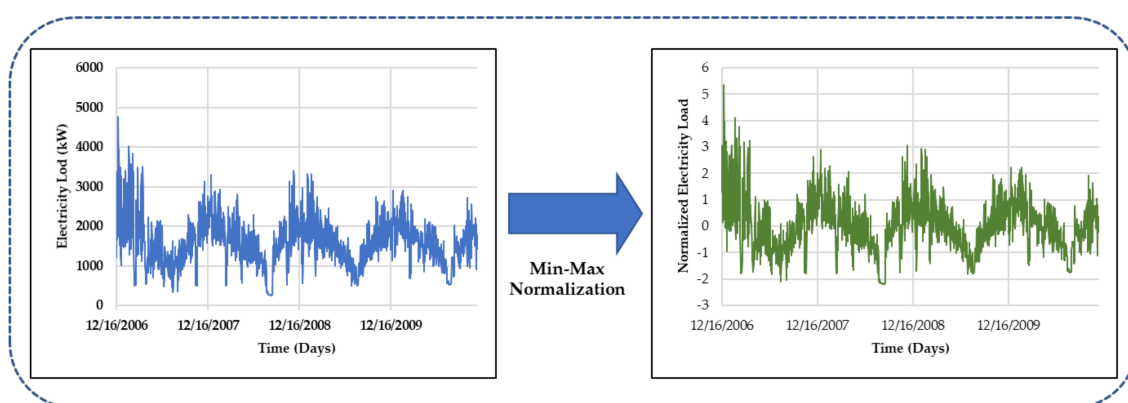 6000
5000
4000
3000
2000
1000
0
Electricity Lod (kW)
12/16/2006 12/16/2007 12/16/2008 12/16/2009
Time (Days)
Min-Max
Normalization
6
5
4
3
2
1
0
-1
-2
-3
Normalized Electricity Load
12/16/2006 12/16/2007 12/16/2008 12/16/2009
Time (Days)